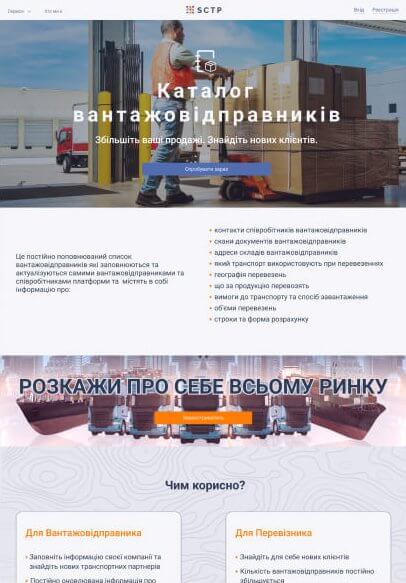 Сервіси
Хто ми є
SCTP
Вхід
Реєстрація
Каталог
вантажовідправників
Збільшіть ваші продажі. Знайдіть нових клієнтів.
Спробувати зараз
Це постійно поповнюваний список
вантажовідправників які заповнюються та
актуалізуються самими вантажовідправниками та
співробітниками платформи та містять в собі
інформацію про:
• контакти співробітників вантажовідправників
• скани документів вантажовідправників
• адреси складів вантажовідправників
• який транспорт використовують при перевезеннях
• географія перевезень
• що за продукцію перевозять
• вимоги до транспорту та спосіб завантаження
• об'єми перевезень
• строки та форма розрахунку
РОЗКАЖИ ПРО СЕБЕ ВСЬОМУ РИНКУ
Чим корисно?
Для Вантажовідправника
• Заповніть інформацію своєї компанії та
знайдіть нових транспортних партнерів
• Постійно оновлювана інформація про
Для Перевізника
• Знайдіть для себе нових клієнтів
• Кількість вантажовідправників постійно
збільшується